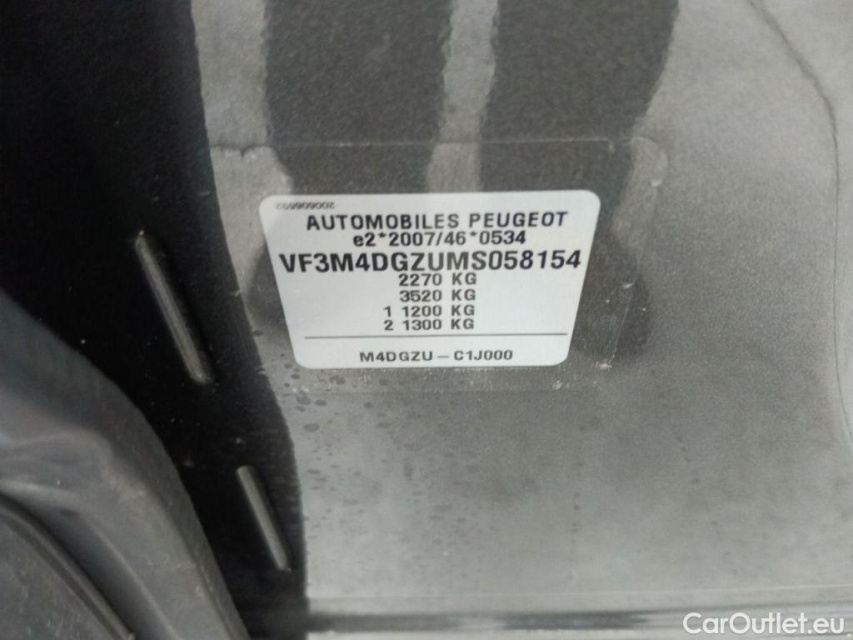 AUTOMOBILES PEUGEOT
e2*2007/46*0534
VF3M4DGZUMS058154
2270 KG
3520 KG
1 1200 KG
2 1300 KG
M4DGZU - C1J000
CarOutlet.eu